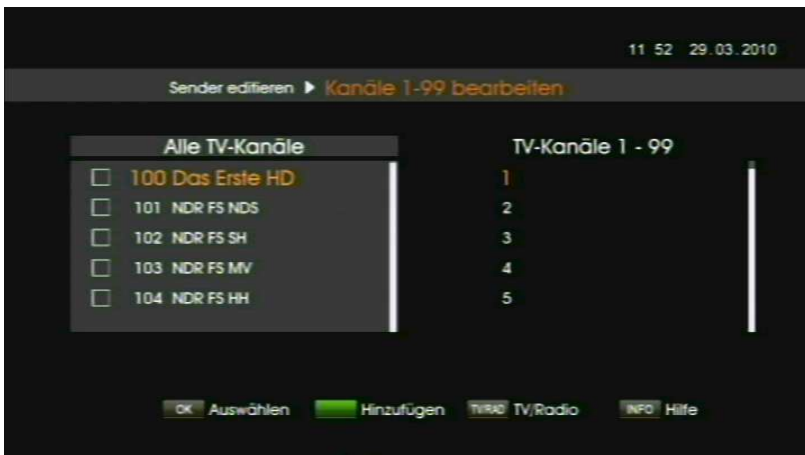 11 52 29.03.2010
Sender editieren ▶ Kanäle 1-99 bearbeiten
Alle TV-Kanäle
TV-Kanäle 1 - 99
100 Das Erste HD
1
101 NDR FS NDS
2
102 NDR FS SH
3
103 NDR FS MV
4
104 NDR FS HH
5
OK Auswählen
Hinzufügen
TV/RAD TV/Radio
INFO Hilfe